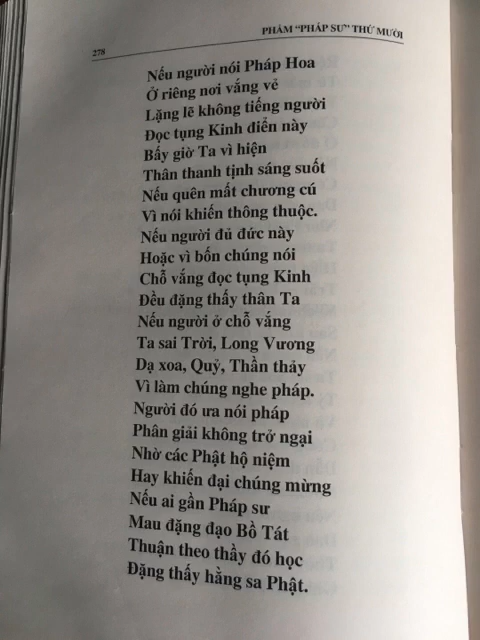 PHẨM "PHÁP SƯ" THỨ MƯỜI
278
Nếu người nói Pháp Hoa
Ở riêng nơi vắng vẻ
Lặng lẽ không tiếng người
Đọc tụng Kinh điển này
Bấy giờ Ta vì hiện
Thân thanh tịnh sáng suốt
Nếu quên mất chương cú
Vì nói khiến thông thuộc.
Nếu người đủ đức này
Hoặc vì bốn chúng nói
Chỗ vắng đọc tụng Kinh
Đều đặng thấy thân Ta
Nếu người ở chỗ vắng
Ta sai Trời, Long Vương
Dạ xoa, Quỷ, Thần thảy
Vì làm chúng nghe pháp.
Người đó ưa nói pháp
Phân giải không trở ngại
Nhờ các Phật hộ niệm
Hay khiến đại chúng mừng
Nếu ai gần Pháp sư
Mau đặng đạo Bồ Tát
Thuận theo thầy đó học
Đặng thấy hằng sa Phật.